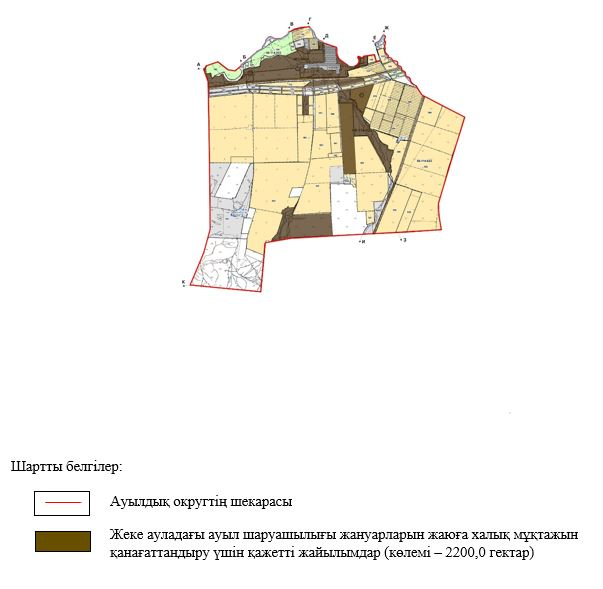 В
Г
Д
Ж
Е
Б
А
И
З
К
Шартты белгілер:
Ауылдық округтің шекарасы
Жеке ауладағы ауыл шаруашылығы жануарларын жаюға халық мұқтажын
қанағаттандыру үшін қажетті жайылымдар (көлемі – 2200,0 гектар)